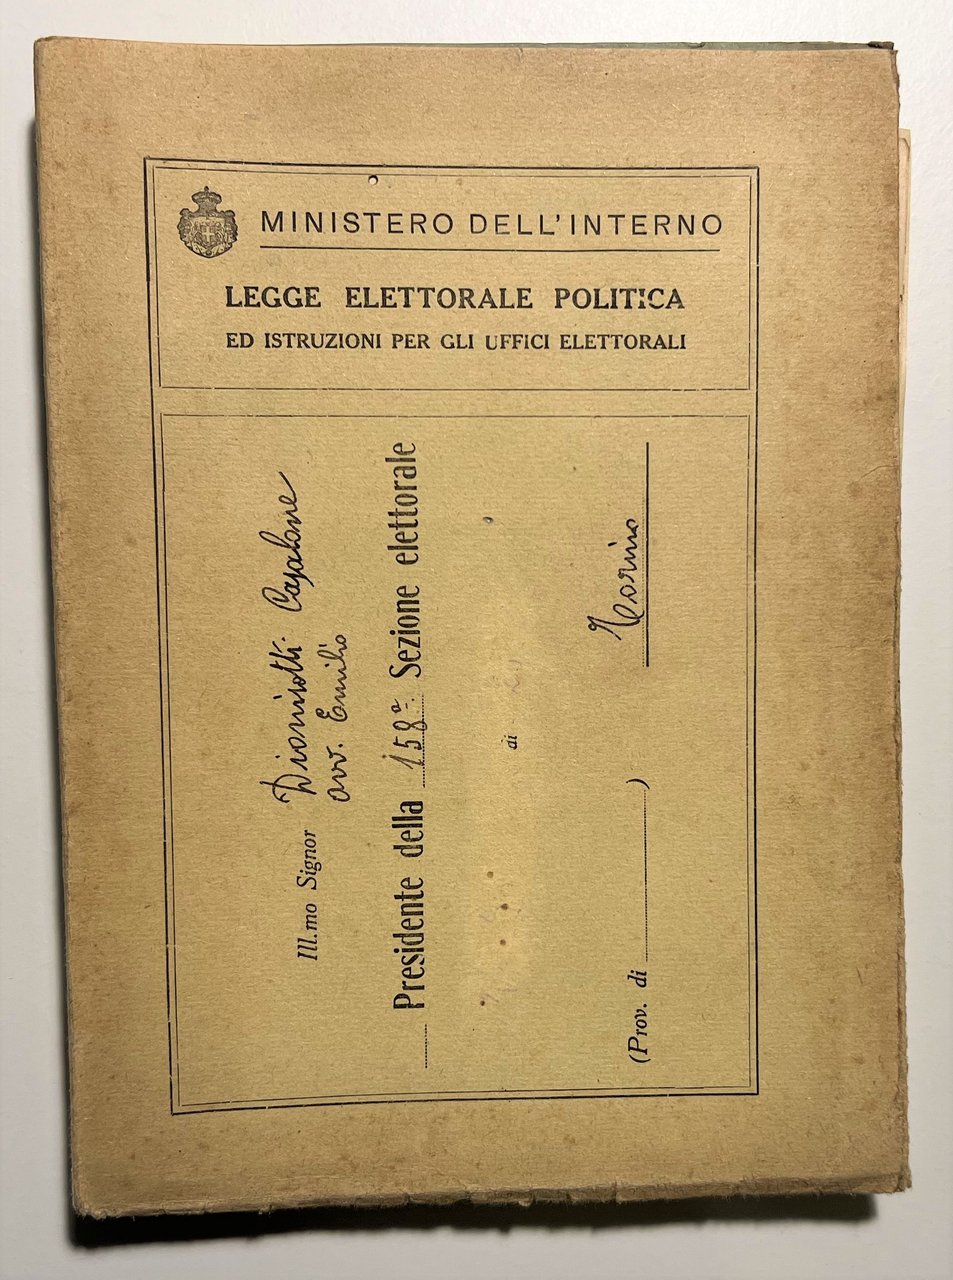 MINISTERO DELL'INTERNO
LEGGE ELETTORALE POLITICA
ED ISTRUZIONI PER GLI UFFICI ELETTORALI
Ill.mo Signor Dionisotti Casalone
avv. Emilio
Presidente della 158ª Sezione elettorale
di
(Prov. di ) Torino